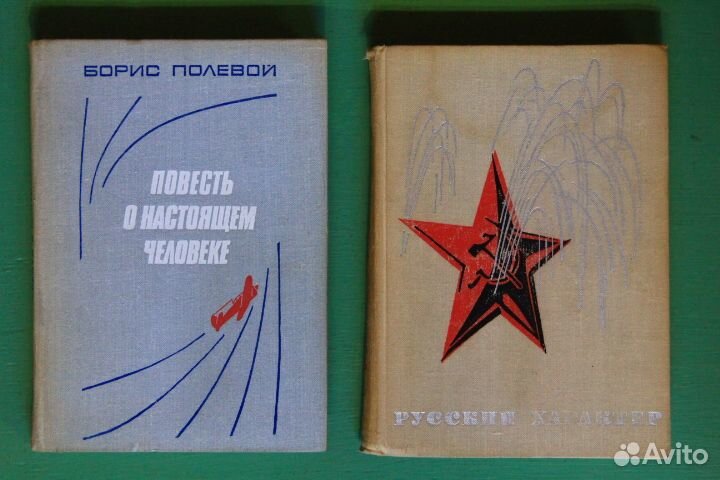 БОРИС ПОЛЕВОЙ
ПОВЕСТЬ
О НАСТОЯЩЕМ
ЧЕЛОВЕКЕ
РУССКИЙ ХАРАКТЕР
Avito